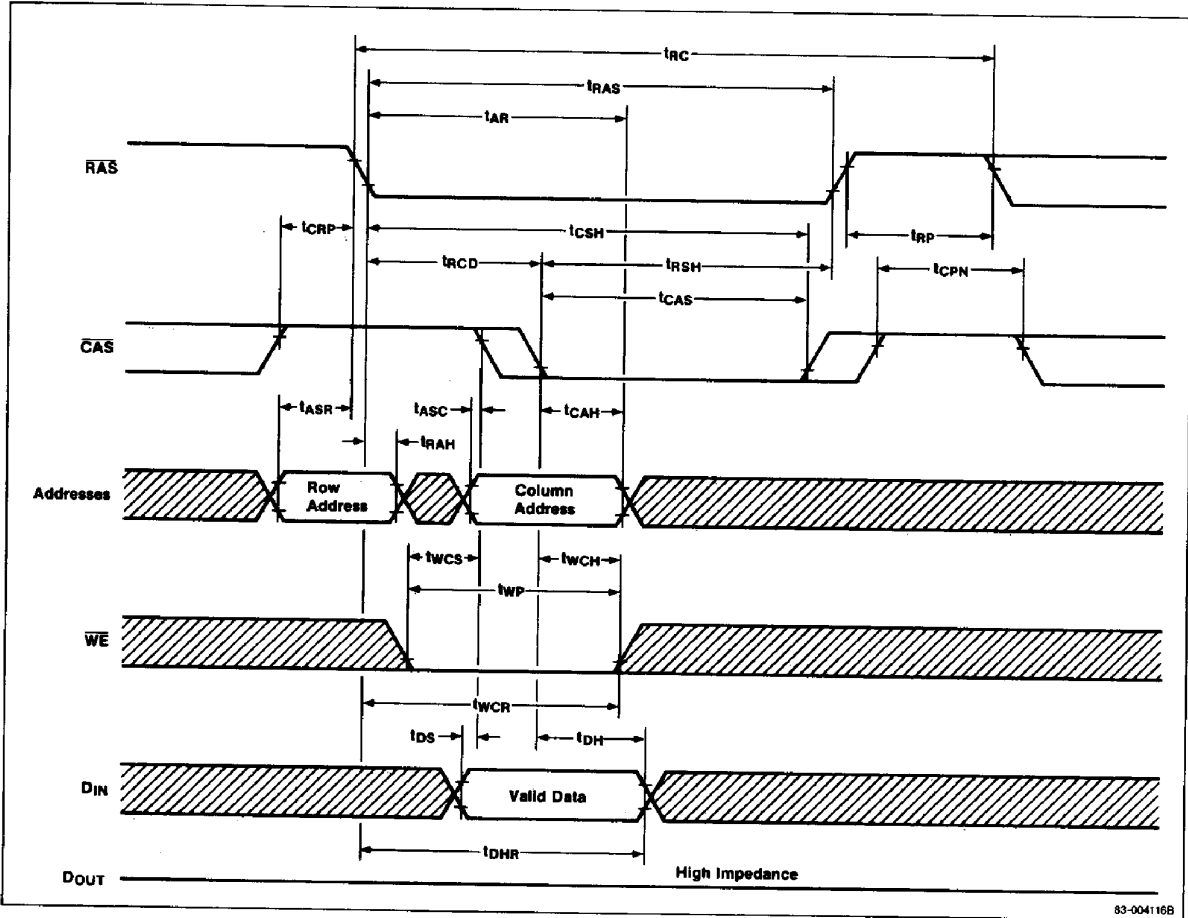 tRC
tRAS
tAR
RAS
tCRP
tCSH
tRP
tRCD
tRSH
tCPN
tCAS
CAS
tASR
tASC
tCAH
tRAH
Addresses
Row Address
Column Address
tWCS
tWCH
tWP
WE
tWCR
tDS
tDH
DIN
Valid Data
tDHR
DOUT
High Impedance
83-004116B